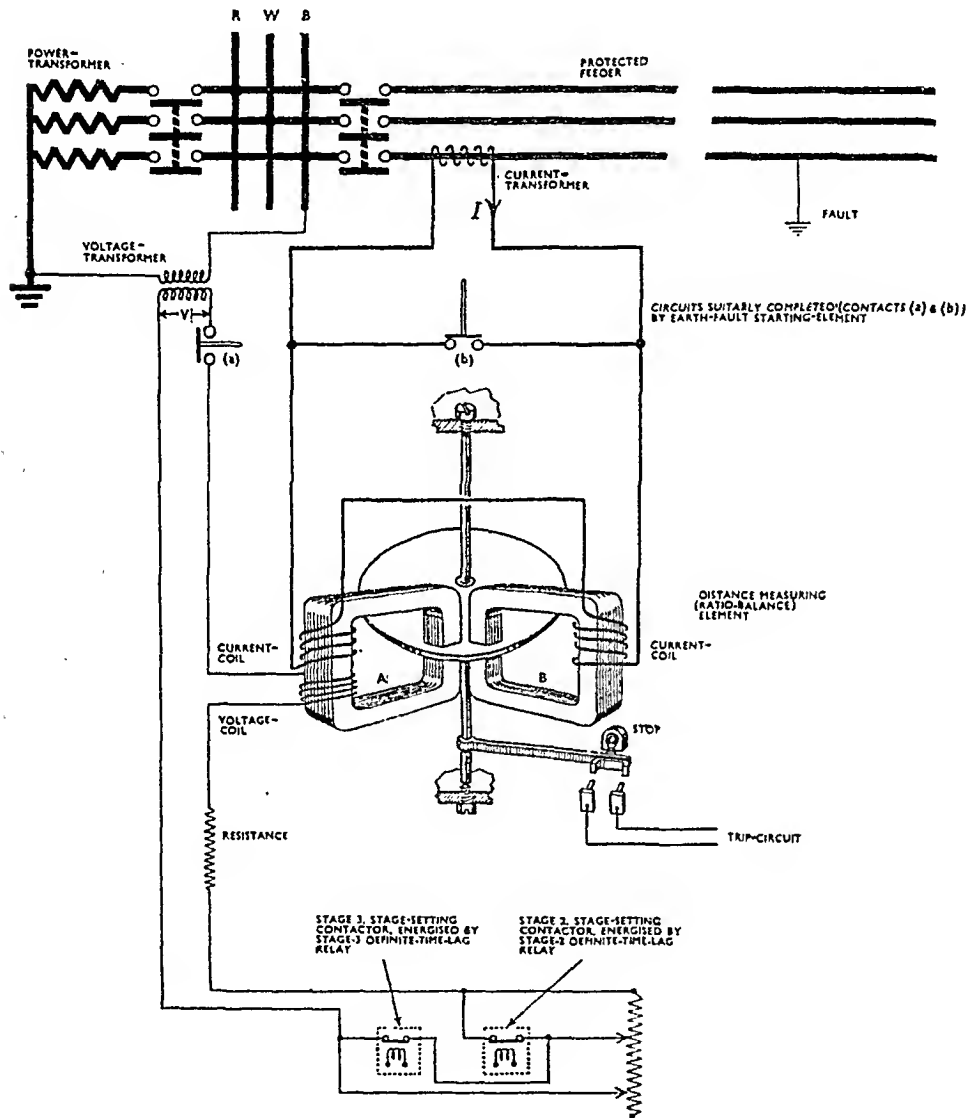 R W B
POWER-
TRANSFORMER
PROTECTED
FEEDER
CURRENT-
TRANSFORMER
I
FAULT
VOLTAGE-
TRANSFORMER
V
(a)
(b)
CIRCUITS SUITABLY COMPLETED (CONTACTS (a) & (b))
BY EARTH-FAULT STARTING-ELEMENT
DISTANCE MEASURING
(RATIO-BALANCE)
ELEMENT
CURRENT-
COIL
A
B
CURRENT-
COIL
VOLTAGE-
COIL
STOP
RESISTANCE
TRIP-CIRCUIT
STAGE 3, STAGE-SETTING
CONTACTOR, ENERGISED BY
STAGE-3 DEFINITE-TIME-LAG
RELAY
STAGE 2, STAGE-SETTING
CONTACTOR, ENERGISED BY
STAGE-2 DEFINITE-TIME-LAG
RELAY